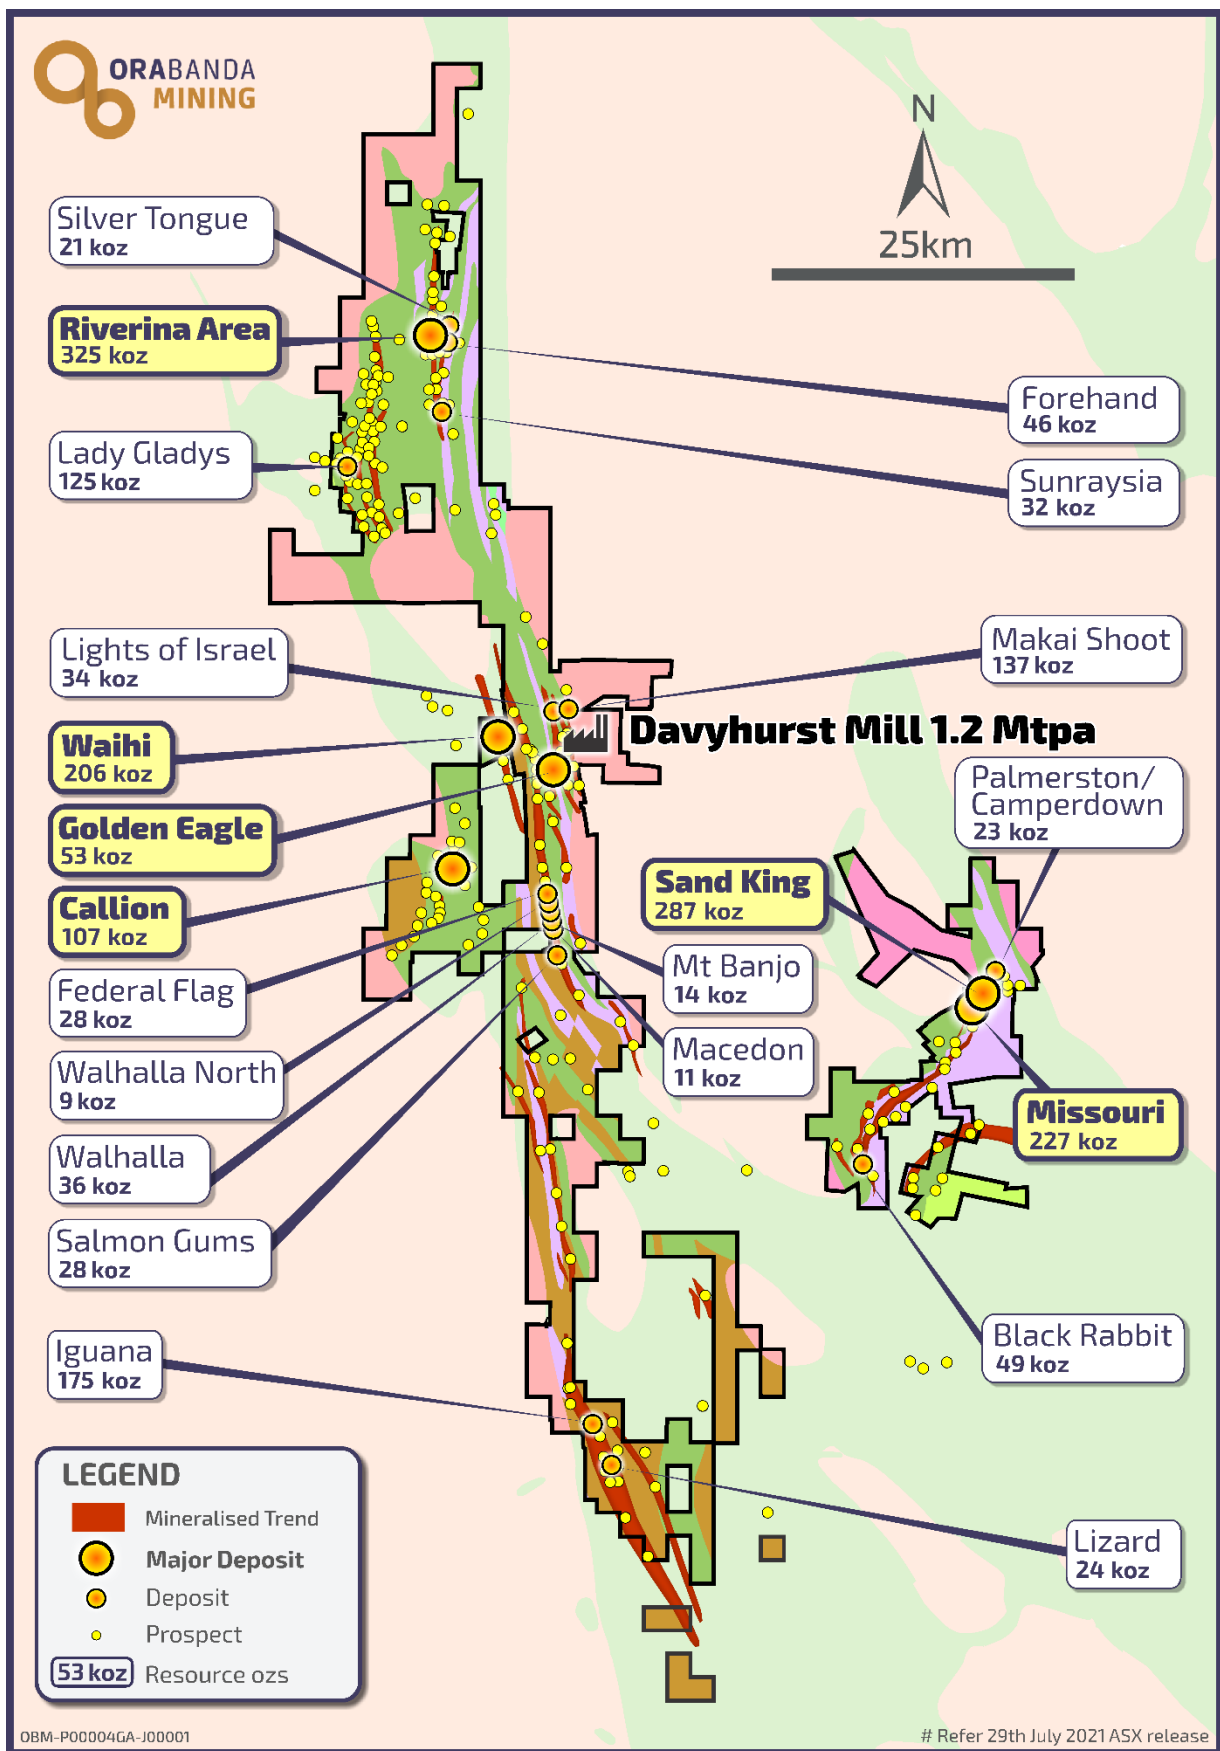 ORABANDA
MINING
N
25km
Silver Tongue
21 koz
Riverina Area
325 koz
Forehand
46 koz
Lady Gladys
125 koz
Sunraysia
32 koz
Lights of Israel
34 koz
Makai Shoot
137 koz
Waihi
206 koz
Davyhurst Mill 1.2 Mtpa
Palmerston/
Camperdown
23 koz
Golden Eagle
53 koz
Sand King
287 koz
Callion
107 koz
Mt Banjo
14 koz
Federal Flag
28 koz
Macedon
11 koz
Walhalla North
9 koz
Missouri
227 koz
Walhalla
36 koz
Salmon Gums
28 koz
Black Rabbit
49 koz
Iguana
175 koz
Lizard
24 koz
LEGEND
Mineralised Trend
Major Deposit
Deposit
Prospect
53 koz Resource ozs
OBM-P00004GA-J00001
# Refer 29th July 2021 ASX release